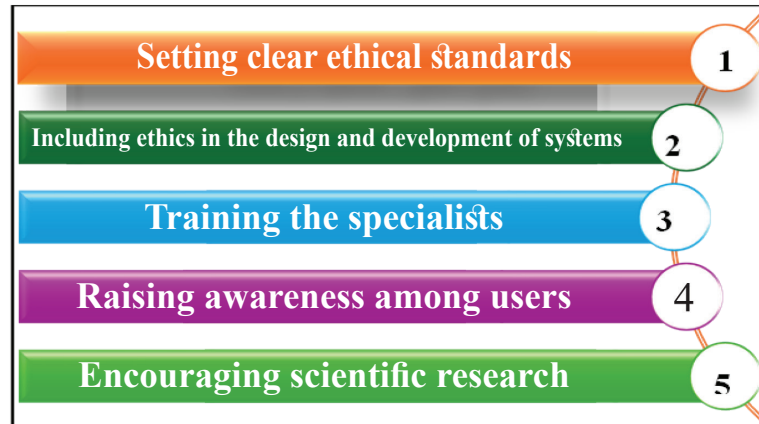 Setting clear ethical standards 1
Including ethics in the design and development of systems 2
Training the specialists 3
Raising awareness among users 4
Encouraging scientific research 5